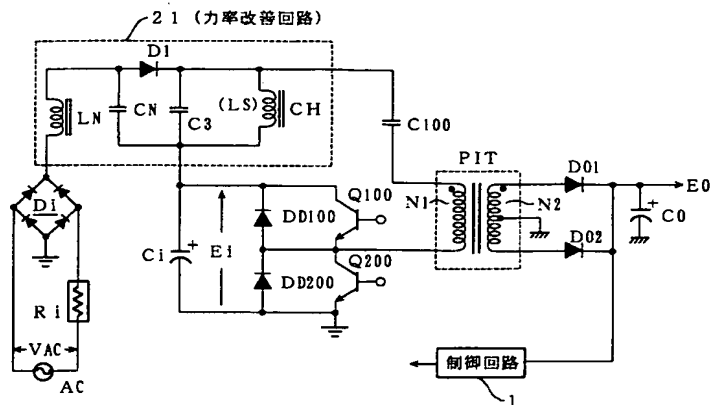 21(力率改善回路)
D1
LN
CN
C3
(LS)
CH
C100
PIT
Di
Q100
N1
N2
D01
E0
DD100
C0
Ci
Ei
Q200
D02
DD200
Ri
VAC
AC
制御回路
1